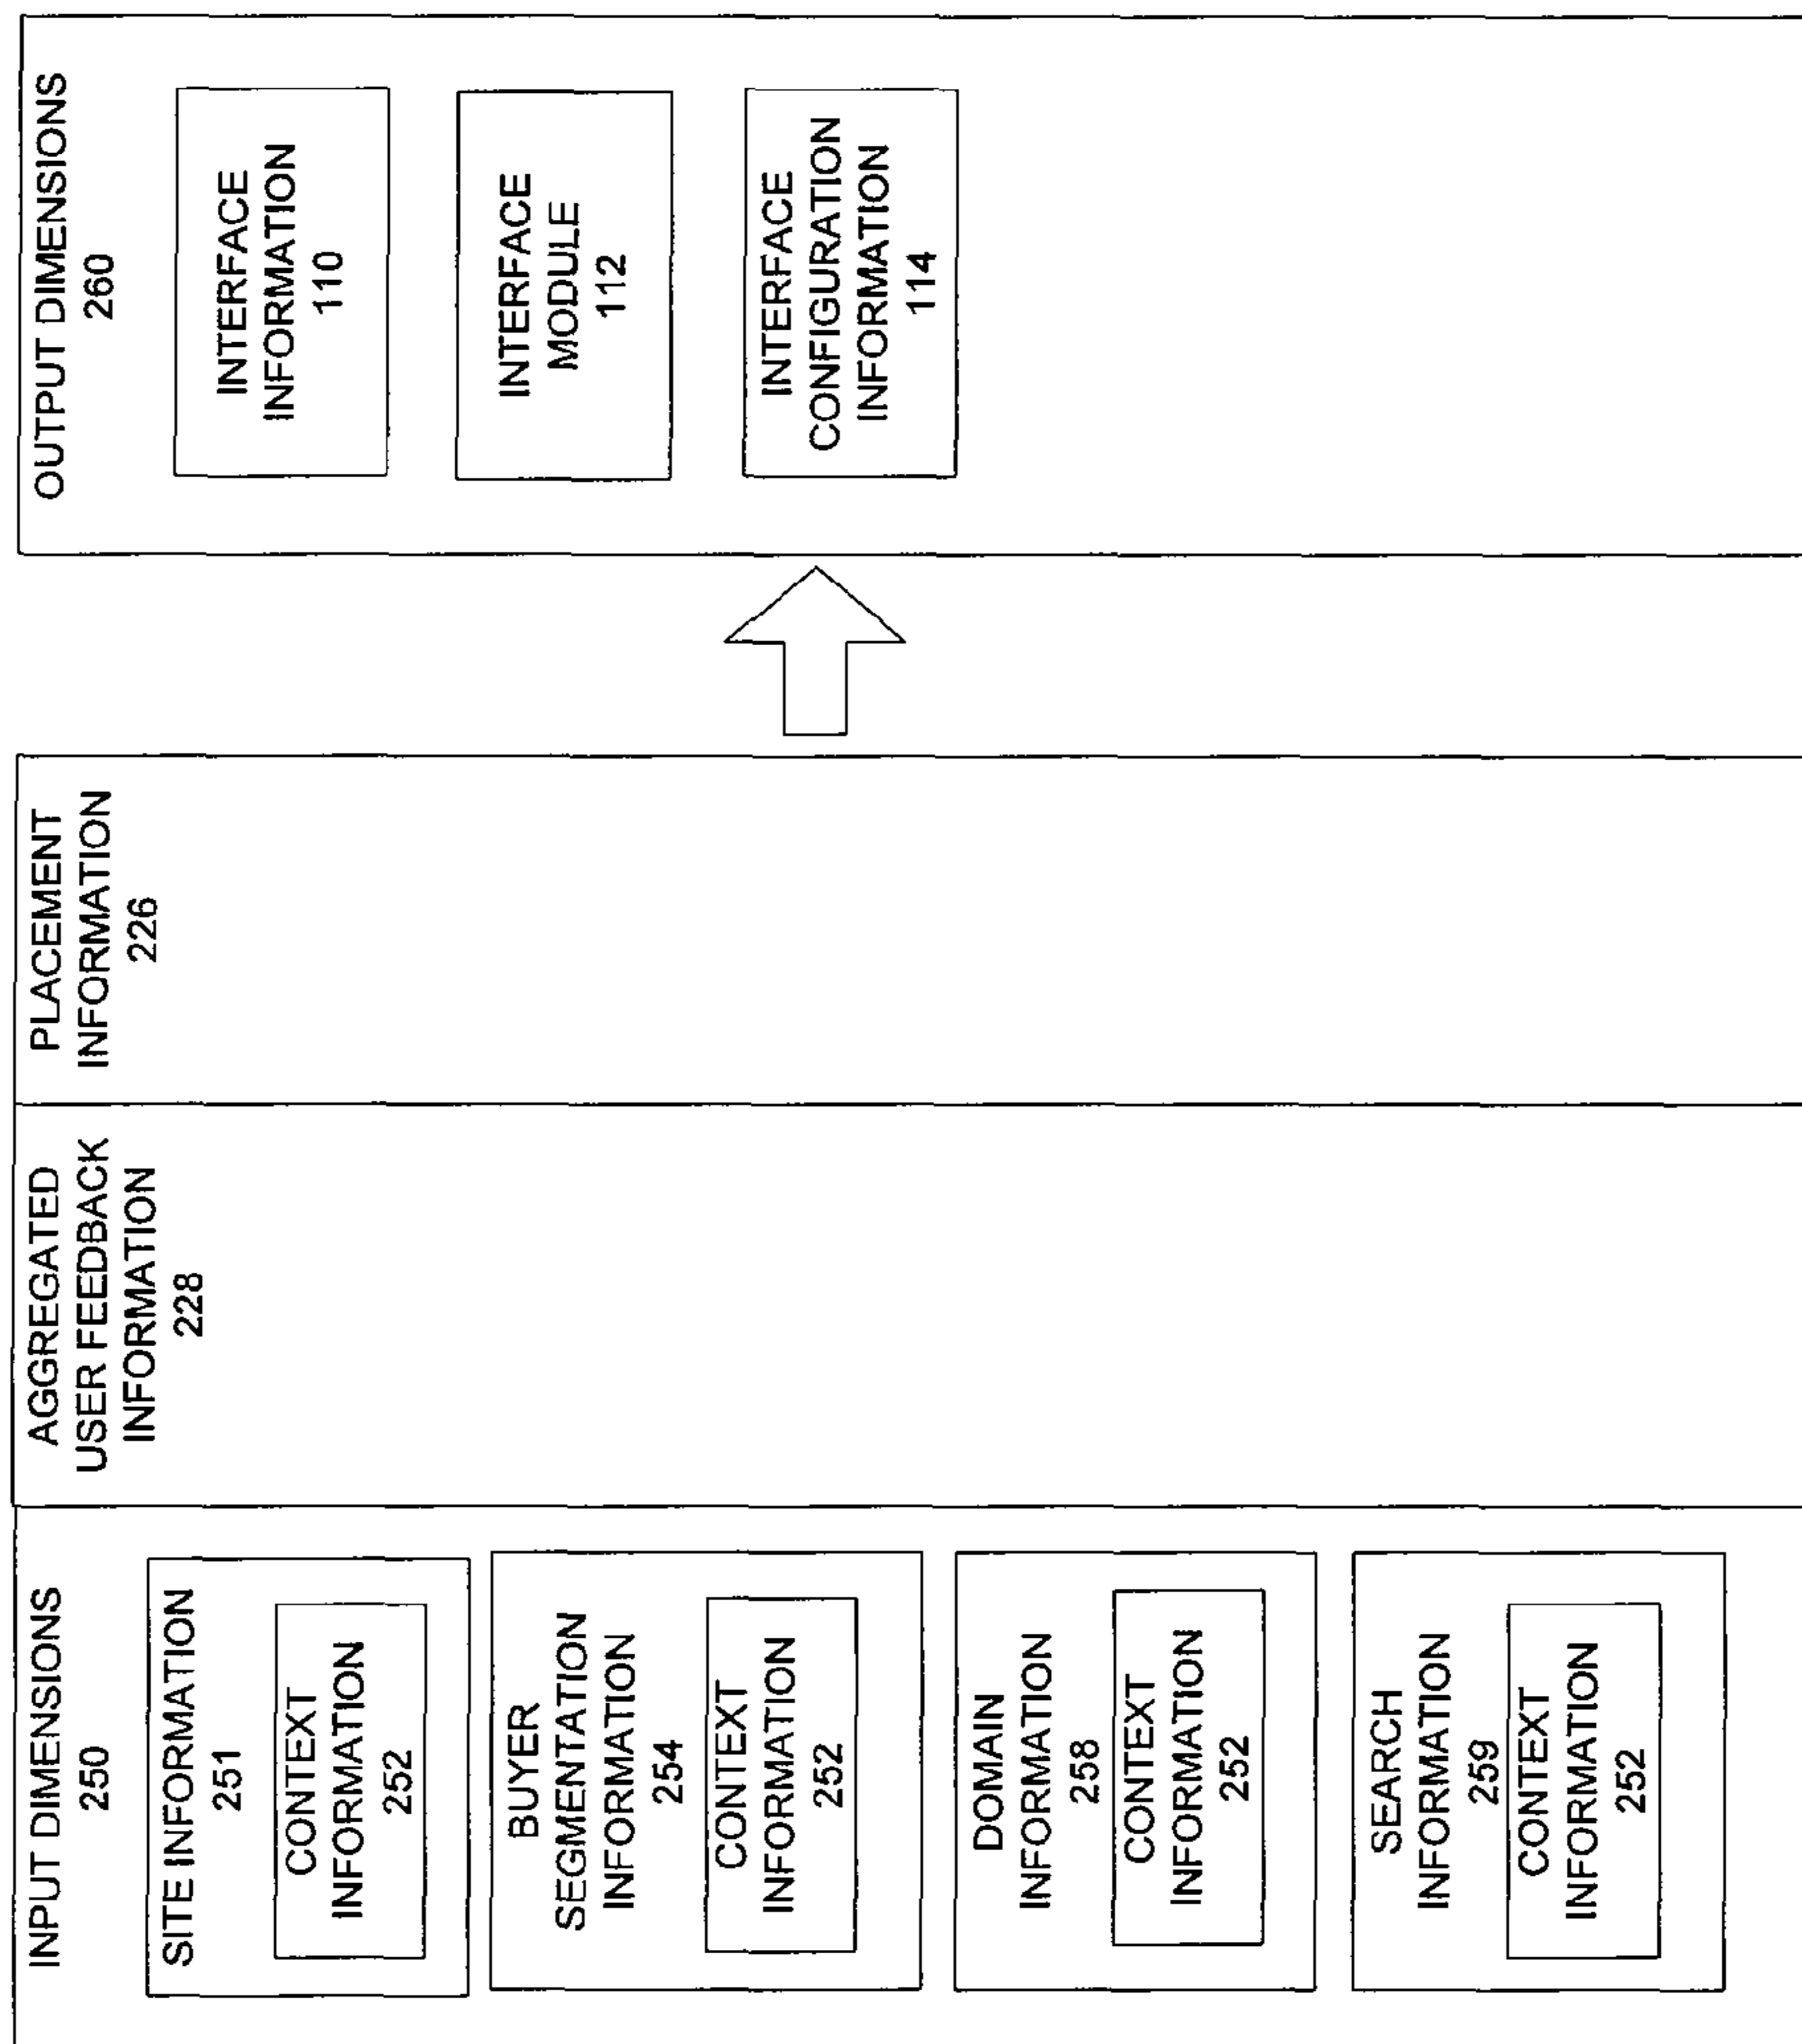 INPUT DIMENSIONS
250
SITE INFORMATION
251
CONTEXT
INFORMATION
252
BUYER
SEGMENTATION
INFORMATION
254
CONTEXT
INFORMATION
252
DOMAIN
INFORMATION
258
CONTEXT
INFORMATION
252
SEARCH
INFORMATION
259
CONTEXT
INFORMATION
252
AGGREGATED
USER FEEDBACK
INFORMATION
228
PLACEMENT
INFORMATION
226
OUTPUT DIMENSIONS
260
INTERFACE
INFORMATION
110
INTERFACE
MODULE
112
INTERFACE
CONFIGURATION
INFORMATION
114